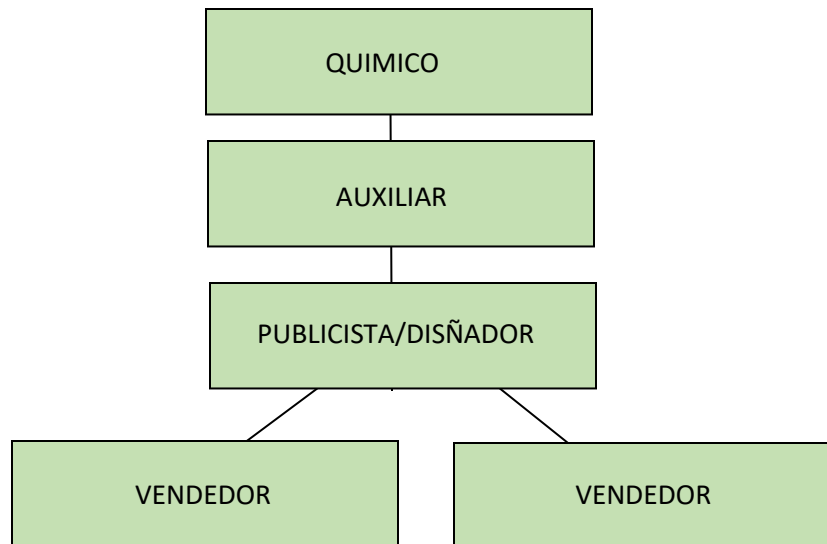 QUIMICO
AUXILIAR
PUBLICISTA/DISÑADOR
VENDEDOR
VENDEDOR